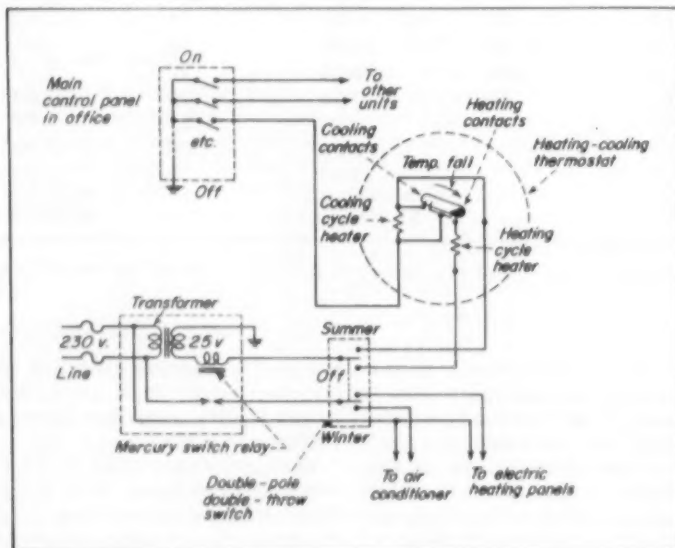 On
Main
control panel
in office
To
other
units
etc.
Off
Heating
contacts
Cooling
contacts
Heating-cooling
thermostat
Temp. fall
Cooling
cycle
heater
Heating
cycle
heater
Transformer
230 v.
25 v
Line
Summer
Off
Winter
Mercury switch relay
Double-pole
double-throw
switch
To air
conditioner
To electric
heating panels